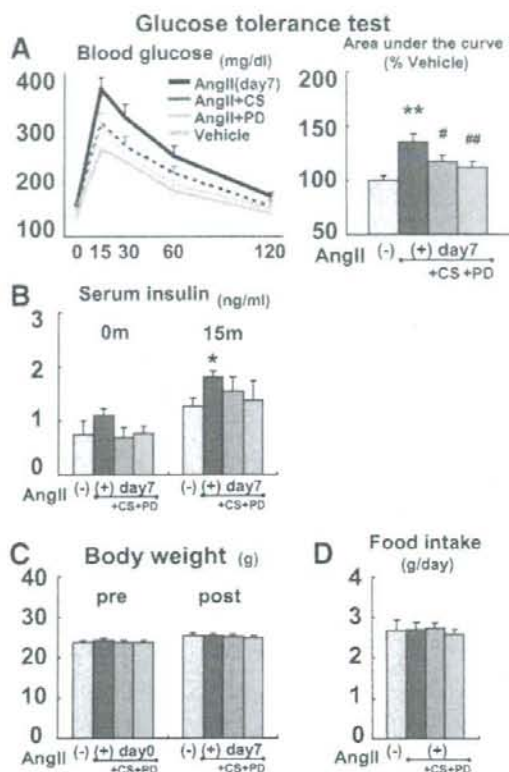 Glucose tolerance test
A
Blood glucose (mg/dl)
400
300
200
100
0 15 30 60 120
AngII(day7)
AngII+CS
AngII+PD
Vehicle
Area under the curve
(% Vehicle)
200
150
100
50
** # ##
AngII (-) (+) day7
+CS +PD
B
Serum insulin (ng/ml)
3
2
1
0
0m 15m
*
AngII (-) (+) day7 (-) (+) day7
+CS+PD +CS+PD
C
Body weight (g)
40
30
20
10
0
pre post
AngII (-) (+) day0 (-) (+) day7
+CS+PD +CS+PD
D
Food intake
(g/day)
4
3
2
1
0
AngII (-) (+)
+CS+PD